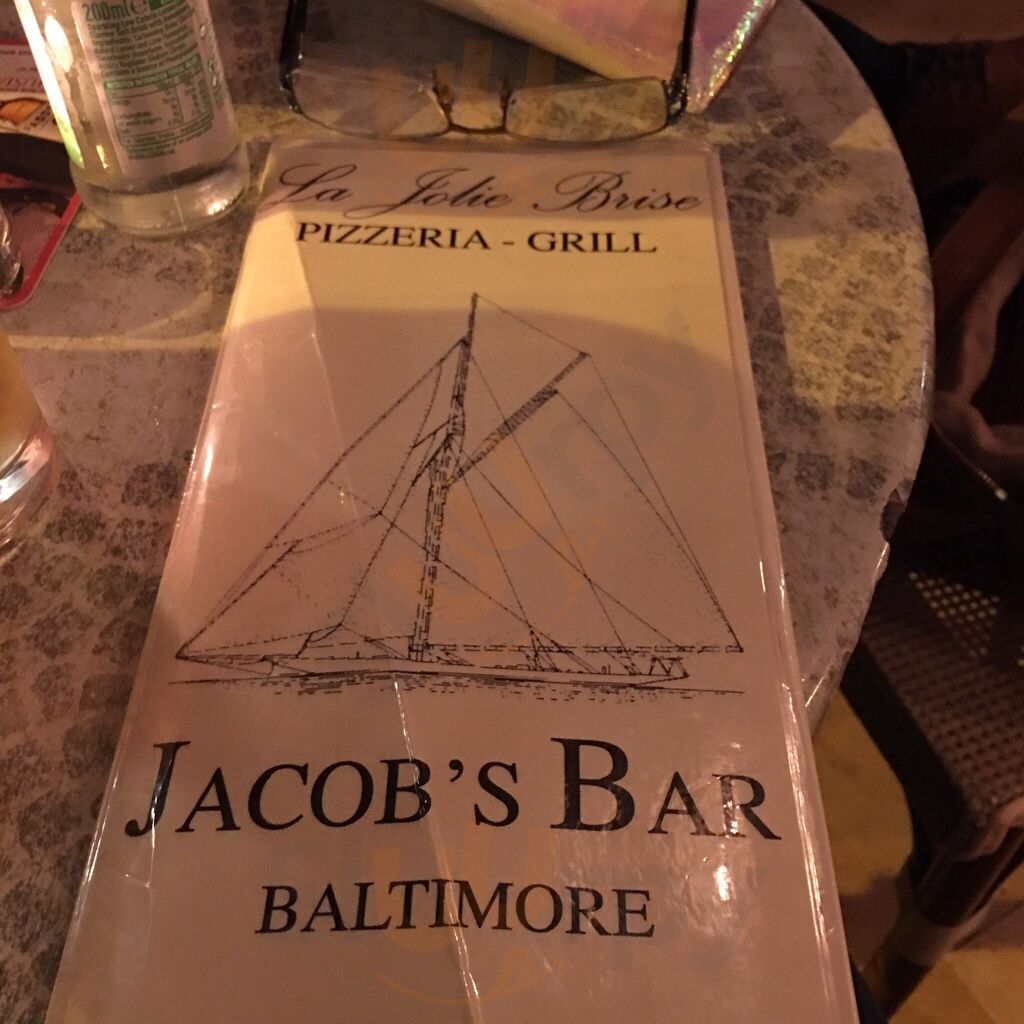 200ml e
La Jolie Brise
PIZZERIA - GRILL
JACOB'S BAR
BALTIMORE